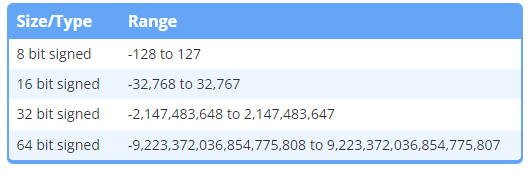 Size/Type Range
8 bit signed -128 to 127
16 bit signed -32,768 to 32,767
32 bit signed -2,147,483,648 to 2,147,483,647
64 bit signed -9,223,372,036,854,775,808 to 9,223,372,036,854,775,807